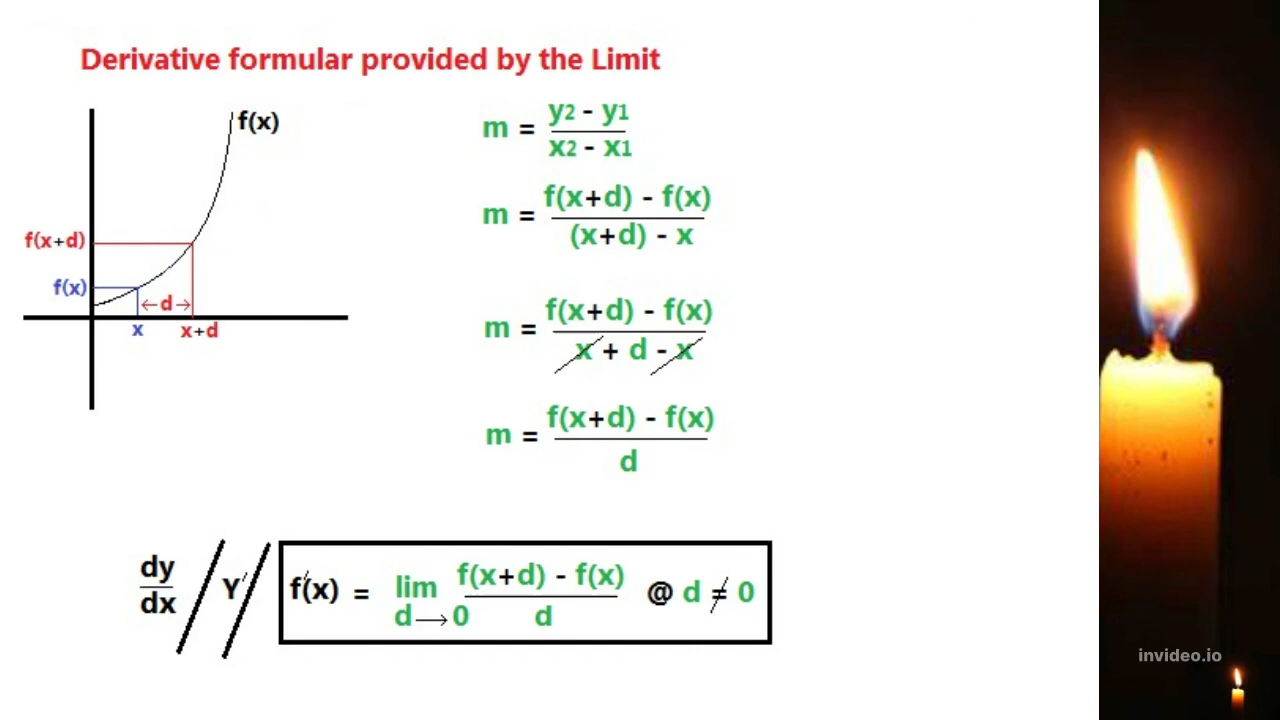 Derivative formular provided by the Limit
f(x)
f(x+d)
f(x)
←d→
x
x+d
m = y2 - y1
x2 - x1
m = f(x+d) - f(x)
(x+d) - x
m = f(x+d) - f(x)
x + d - x
m = f(x+d) - f(x)
d
dy
dx
Y′
f′(x) = lim f(x+d) - f(x) @ d ≠ 0
d→0 d
invideo.io